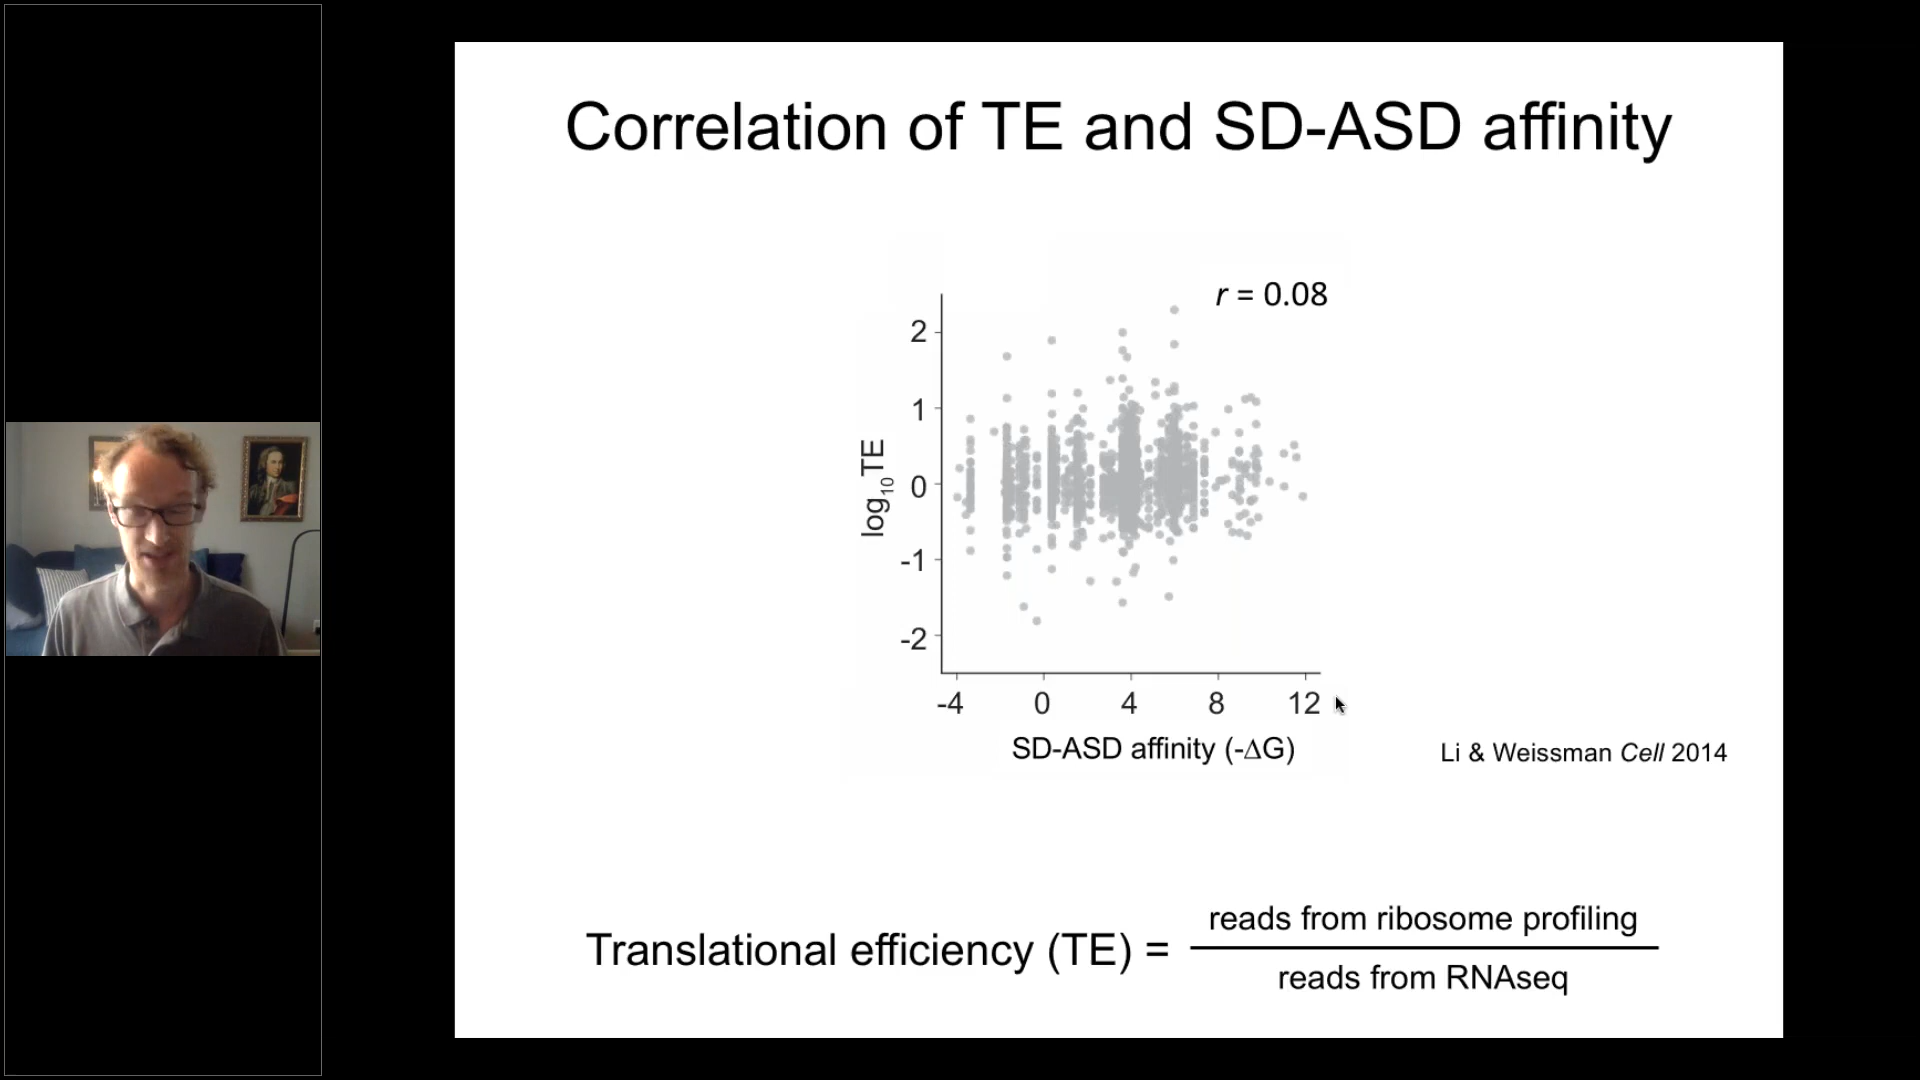 Correlation of TE and SD-ASD affinity
r = 0.08
2
1
0
-1
-2
log10TE
-4 0 4 8 12
SD-ASD affinity (-ΔG)
Li & Weissman Cell 2014
Translational efficiency (TE) =
reads from ribosome profiling
reads from RNAseq